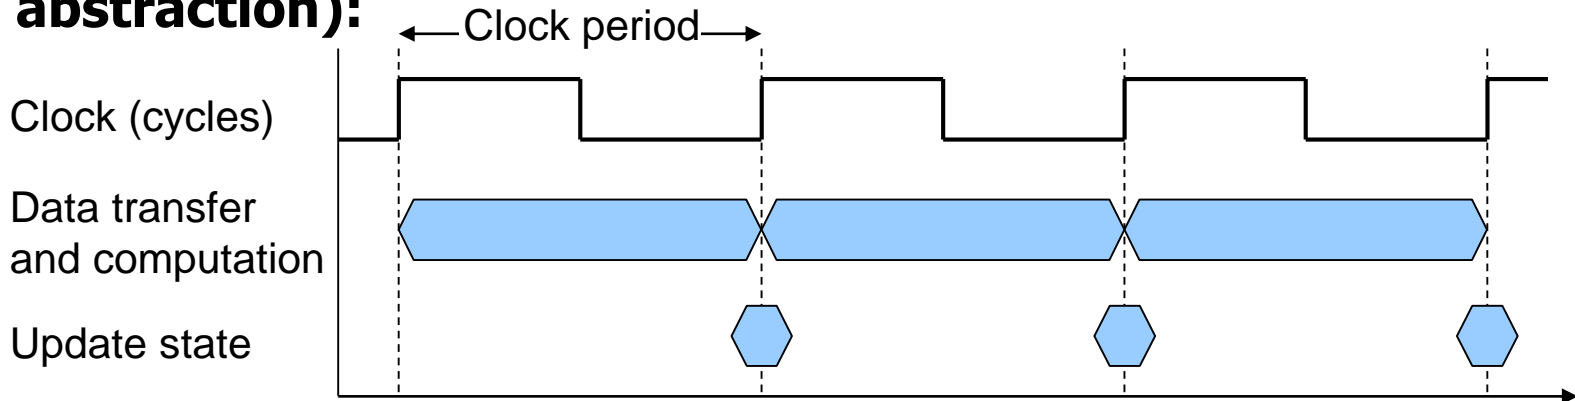 abstraction):
Clock period
Clock (cycles)
Data transfer
and computation
Update state